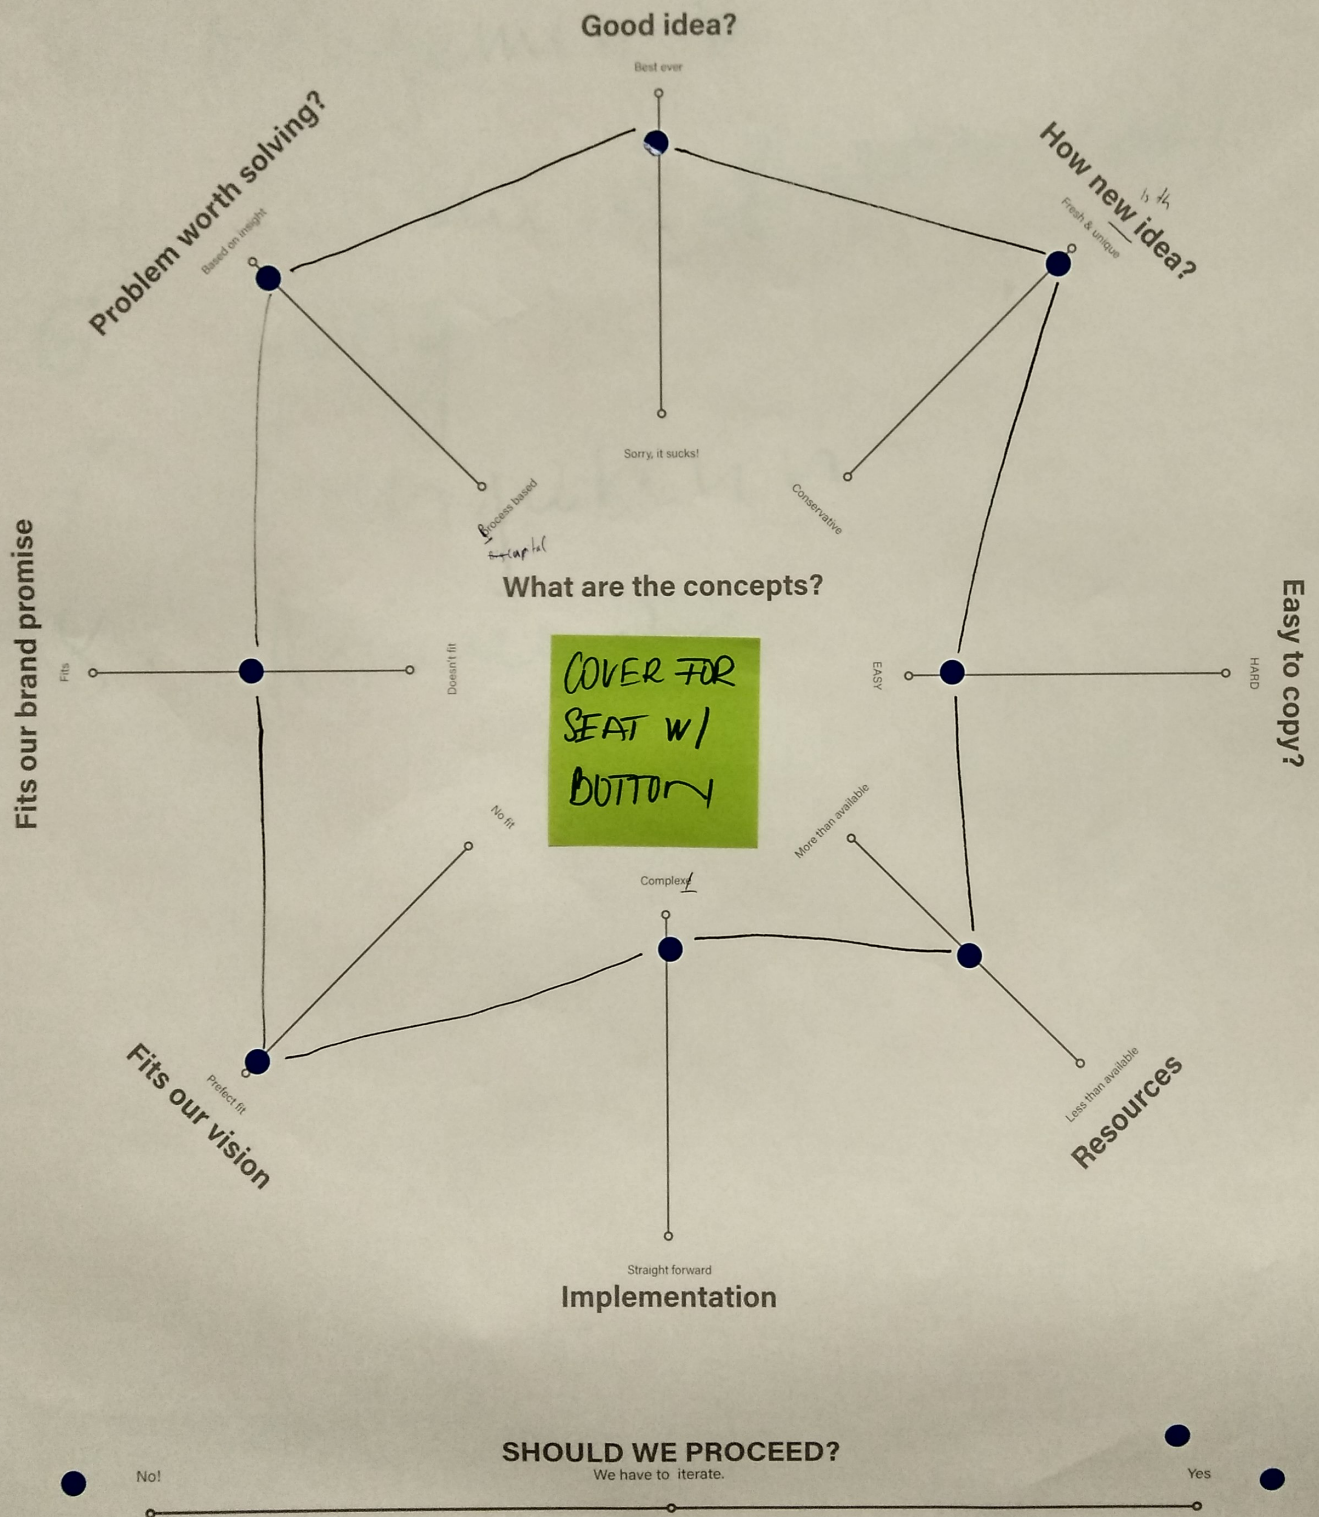 Good idea?
Best ever
Problem worth solving?
Based on insight
How new idea?
is th
Fresh & unique
Sorry, it sucks!
Process based
Conservative
What are the concepts?
Fits our brand promise
Fits
Doesn't fit
COVER FOR
SEAT W/
BUTTON
EASY
HARD
Easy to copy?
No fit
More than available
Complex
Prefect fit
Fits our vision
Less than available
Resources
Straight forward
Implementation
SHOULD WE PROCEED?
No!
We have to iterate.
Yes